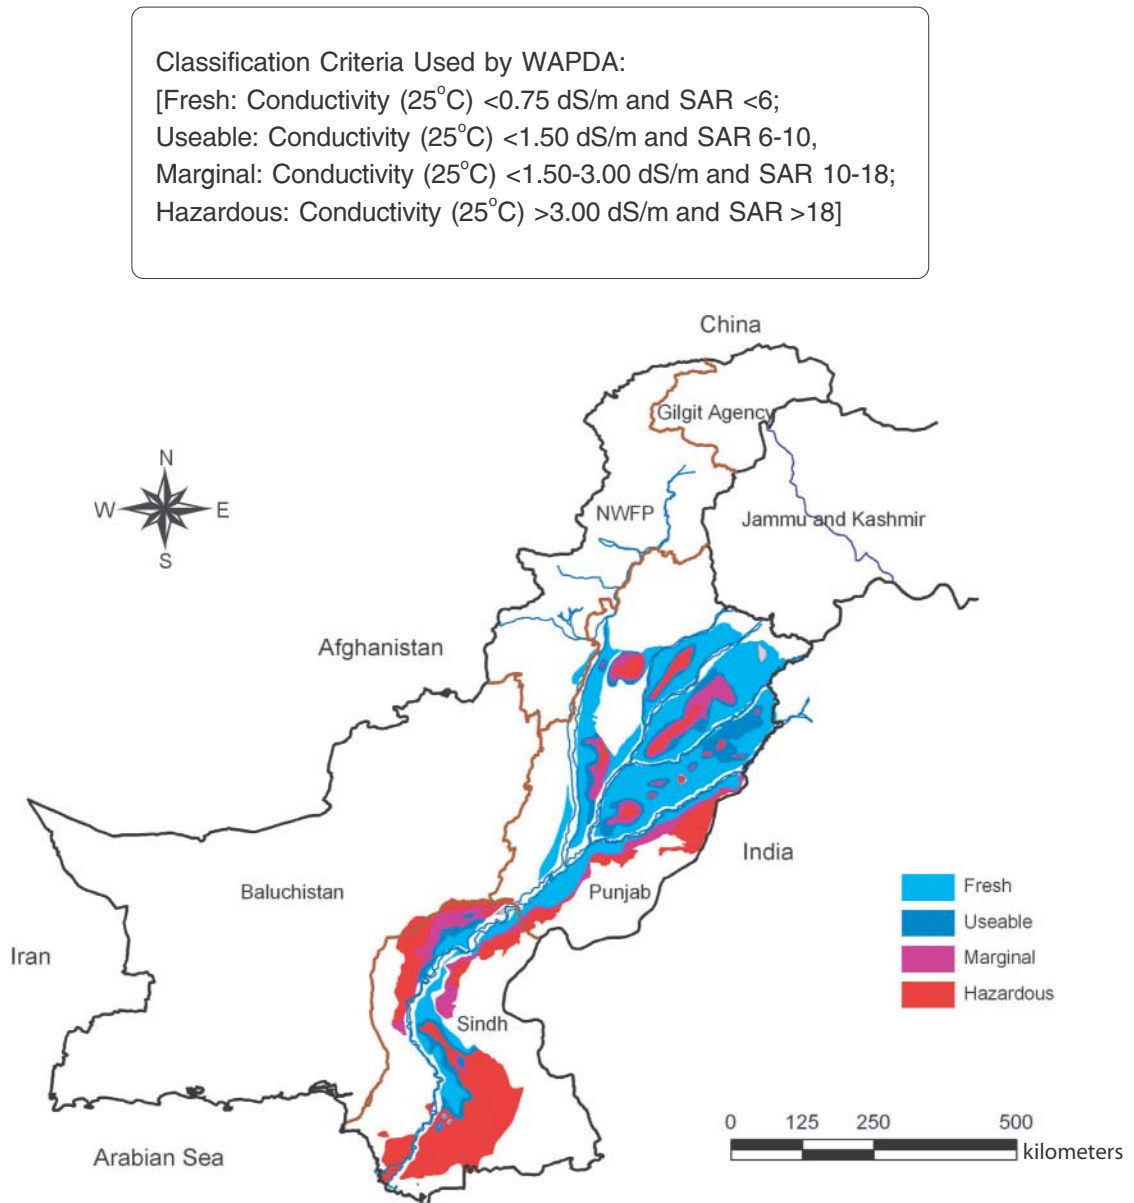 Classification Criteria Used by WAPDA:
[Fresh: Conductivity (25°C) <0.75 dS/m and SAR <6;
Useable: Conductivity (25°C) <1.50 dS/m and SAR 6-10,
Marginal: Conductivity (25°C) <1.50-3.00 dS/m and SAR 10-18;
Hazardous: Conductivity (25°C) >3.00 dS/m and SAR >18]
China
Gilgit Agency
N
W
E
S
NWFP
Jammu and Kashmir
Afghanistan
India
Baluchistan
Punjab
Iran
Sindh
Arabian Sea
Fresh
Useable
Marginal
Hazardous
0 125 250 500
kilometers